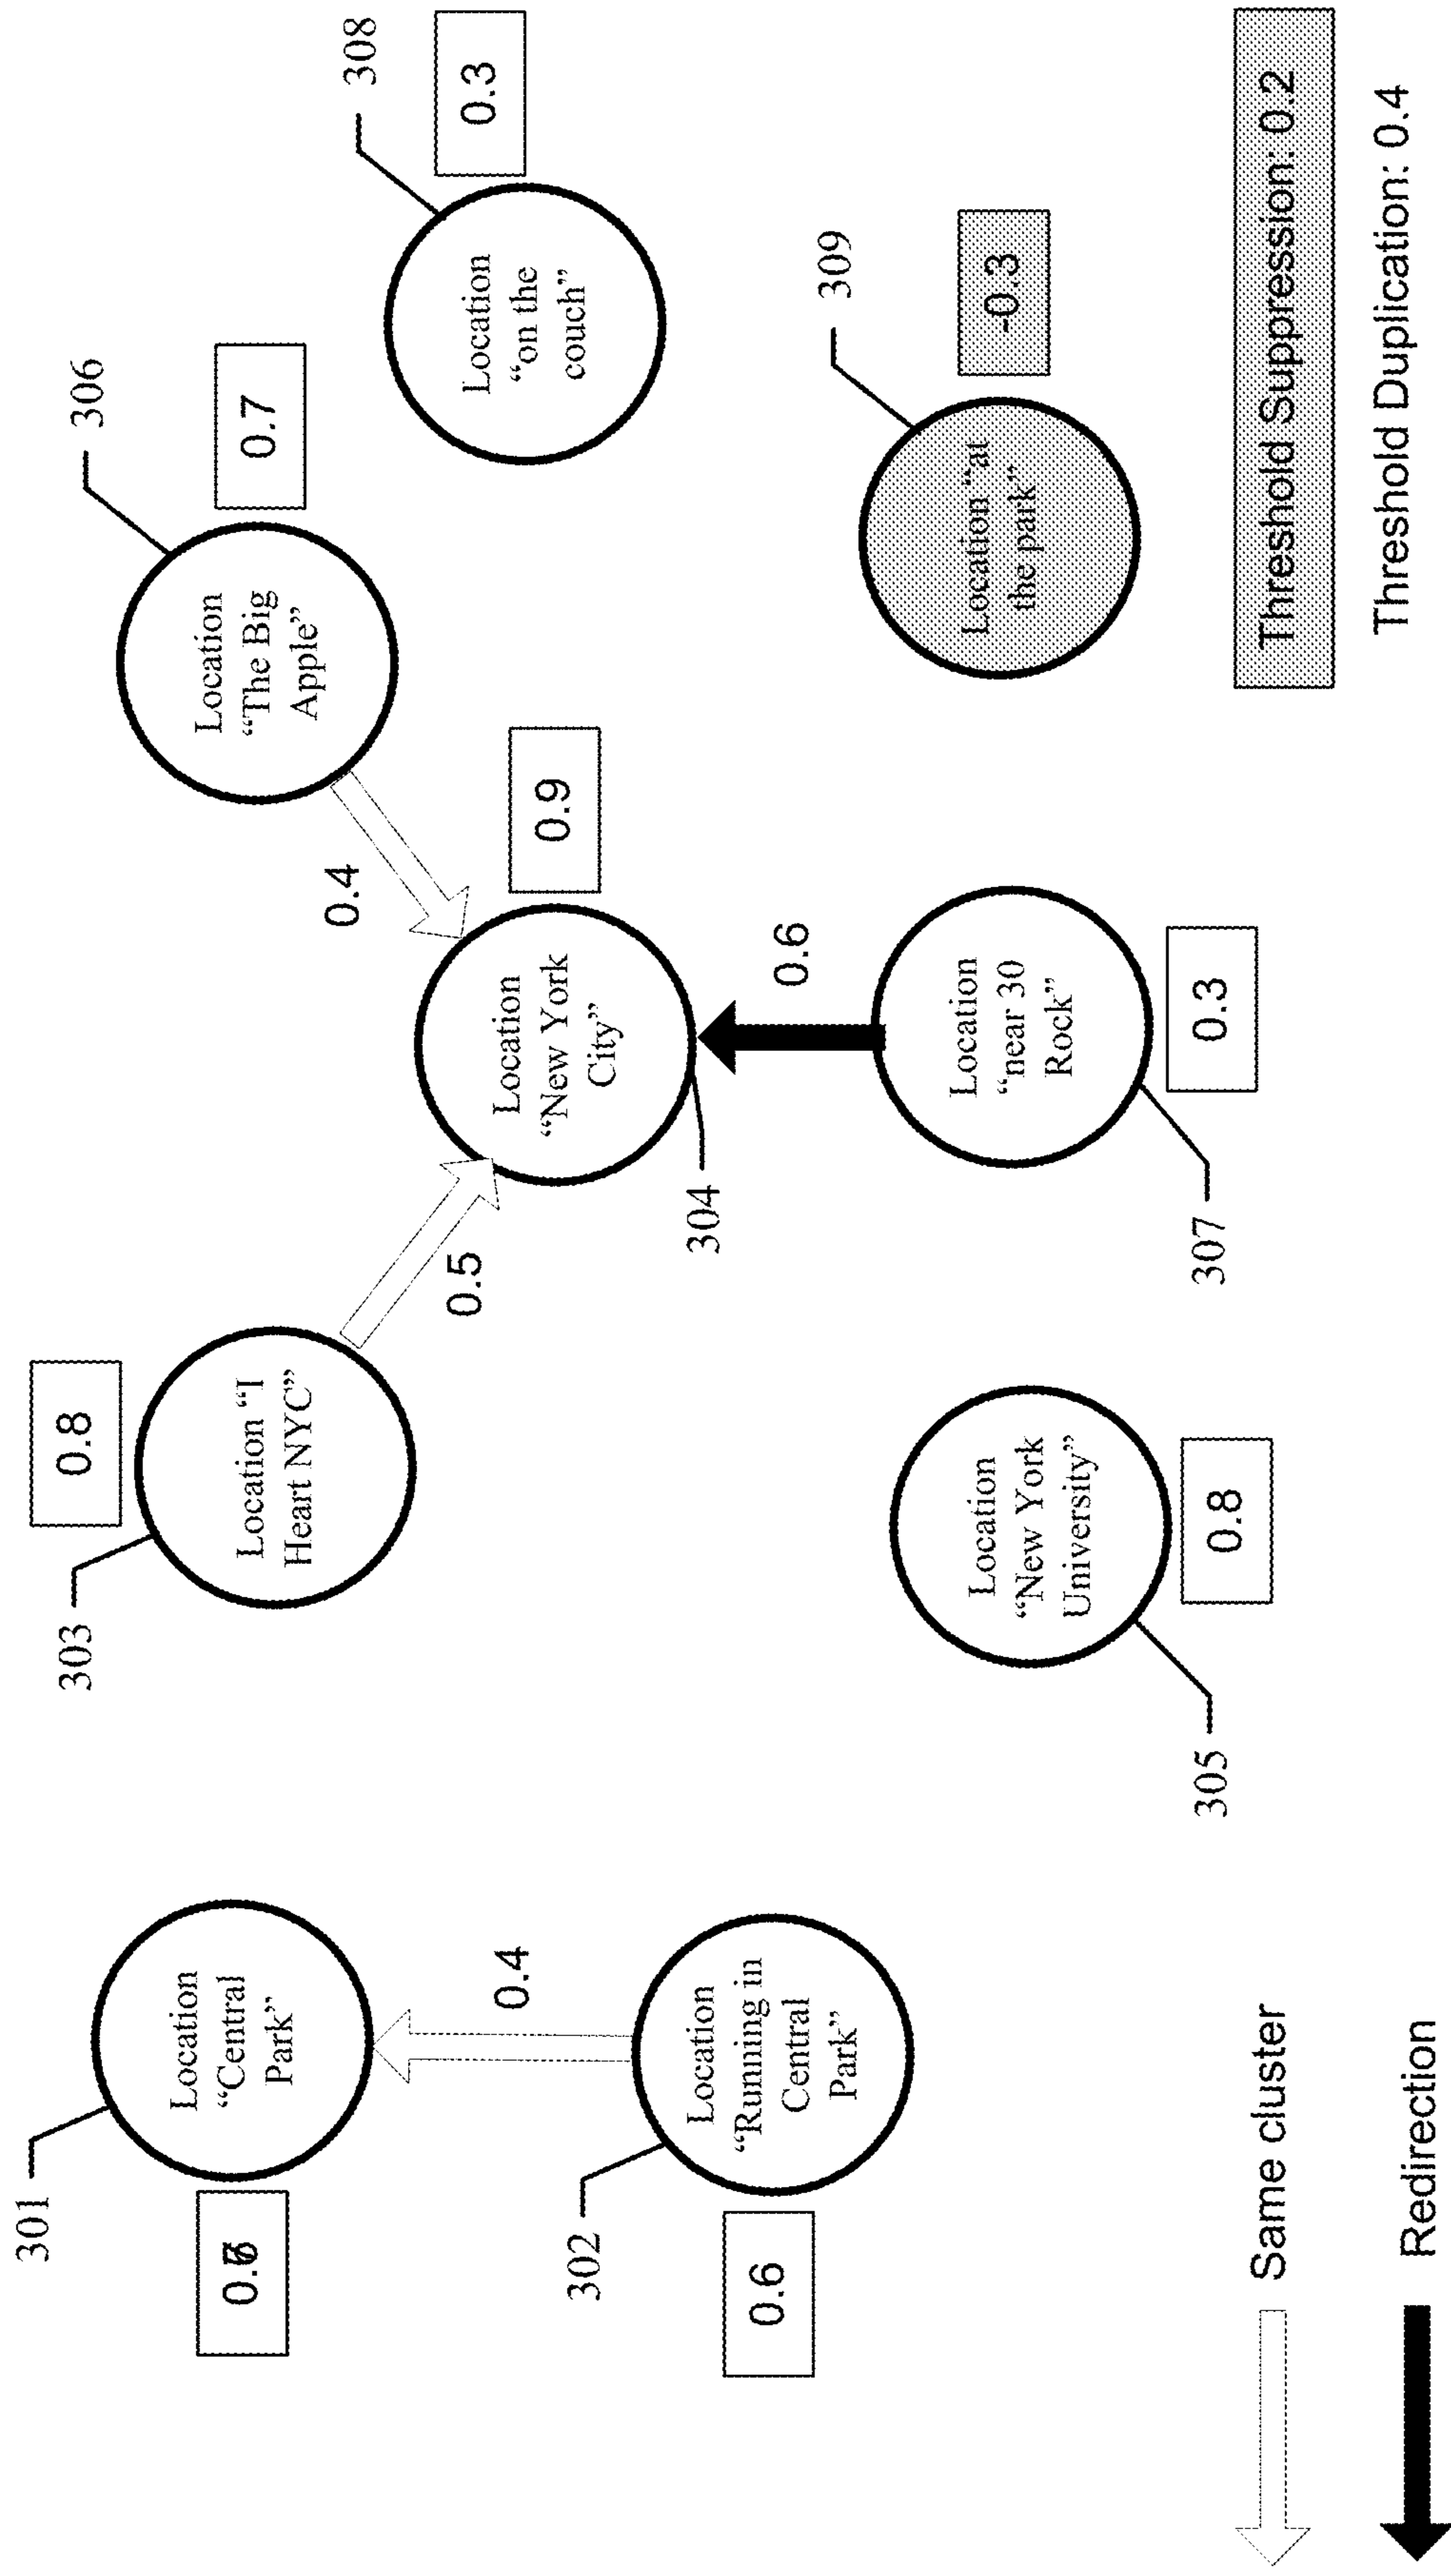 301
Location
“Central
Park”
0.4
302
Location
“Running in
Central
Park”
0.6
303
0.8
Location “I
Heart NYC”
0.5
304
Location
“New York
City”
0.9
305
Location
“New York
University”
0.8
306
Location
“The Big
Apple”
0.7
0.4
0.6
307
Location
“near 30
Rock”
0.3
308
Location
“on the
couch”
0.3
309
Location “at
the park”
-0.3
Same cluster
Redirection
Threshold Suppression: 0.2
Threshold Duplication: 0.4